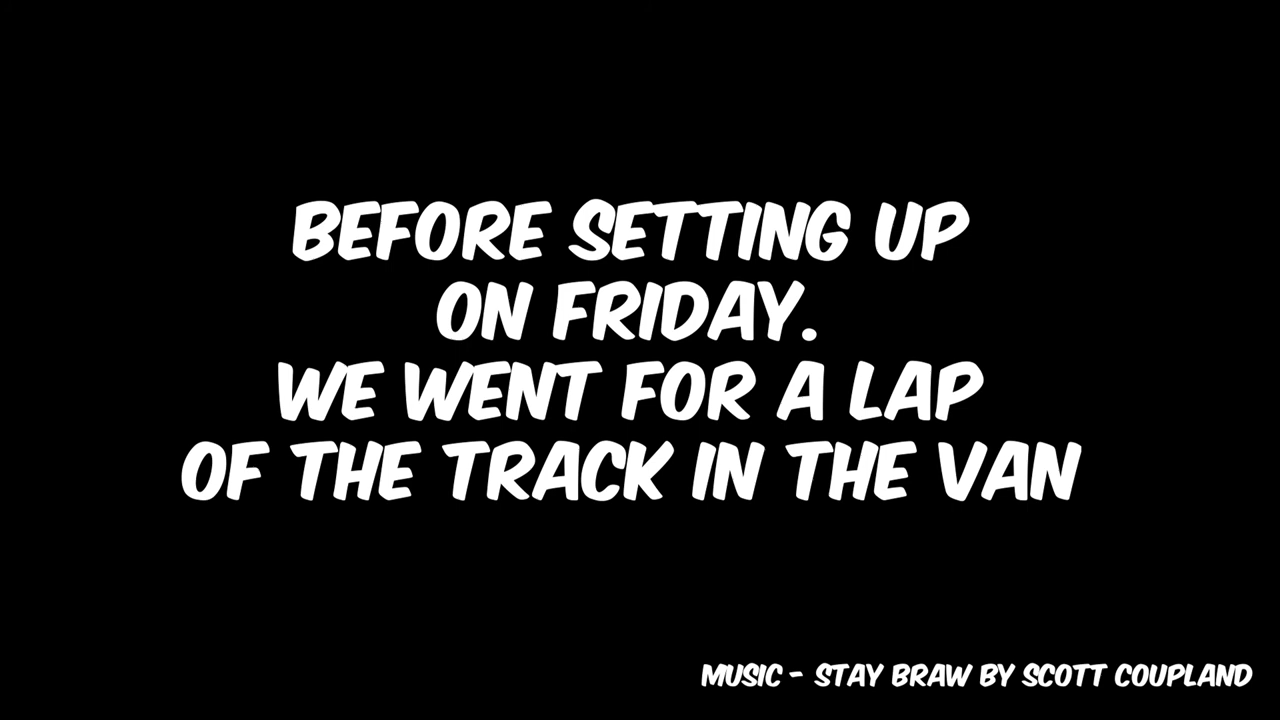 BEFORE SETTING UP
ON FRIDAY.
WE WENT FOR A LAP
OF THE TRACK IN THE VAN
MUSIC - STAY BRAW BY SCOTT COUPLAND